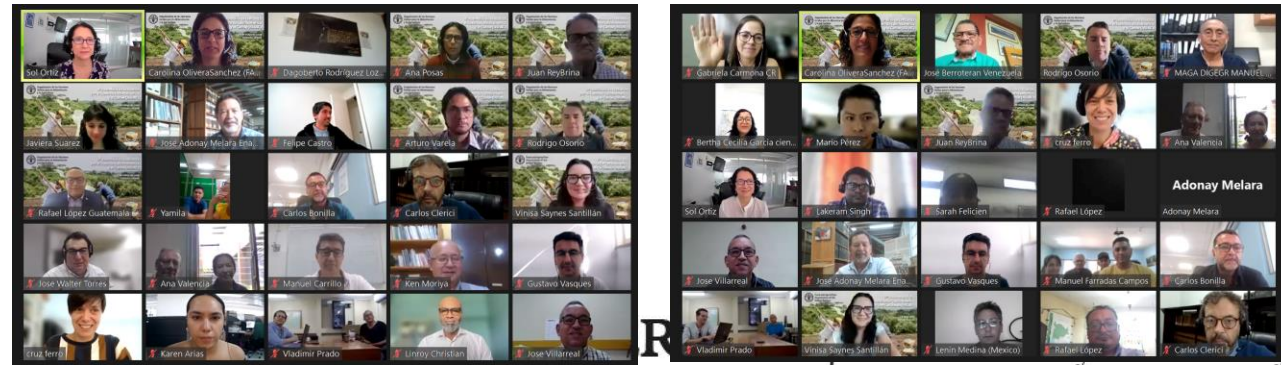 Sol Ortiz
Carolina OliveraSanchez (FA...
Dagoberto Rodríguez Loz...
Ana Posas
Juan ReyBrina
Javiera Suarez
José Adonay Melara Ena...
Felipe Castro
Arturo Varela
Rodrigo Osorio
Rafael López Guatemala
Yamila
Carlos Bonilla
Carlos Clerici
Vinisa Saynes Santillán
Jose Walter Torres
Ana Valencia
Manuel Carrillo
Ken Moriya
Gustavo Vasques
cruz ferro
Karen Arias
Vladimir Prado
Linroy Christian
Jose Villarreal
R
Gabriela Carmona CR
Carolina OliveraSanchez (FA...
José Berroteran Venezuela
Rodrigo Osorio
MAGA DIGEGR MANUEL ...
Bertha Cecilia García cien...
Mario Pérez
Juan ReyBrina
cruz ferro
Ana Valencia
Sol Ortiz
Lakeram Singh
Sarah Felicien
Rafael López
Adonay Melara
Adonay Melara
Jose Villarreal
José Adonay Melara Ena...
Gustavo Vasques
Manuel Farradas Campos
Carlos Bonilla
Vladimir Prado
Vinisa Saynes Santillán
Lenin Medina (Mexico)
Rafael López
Carlos Clerici